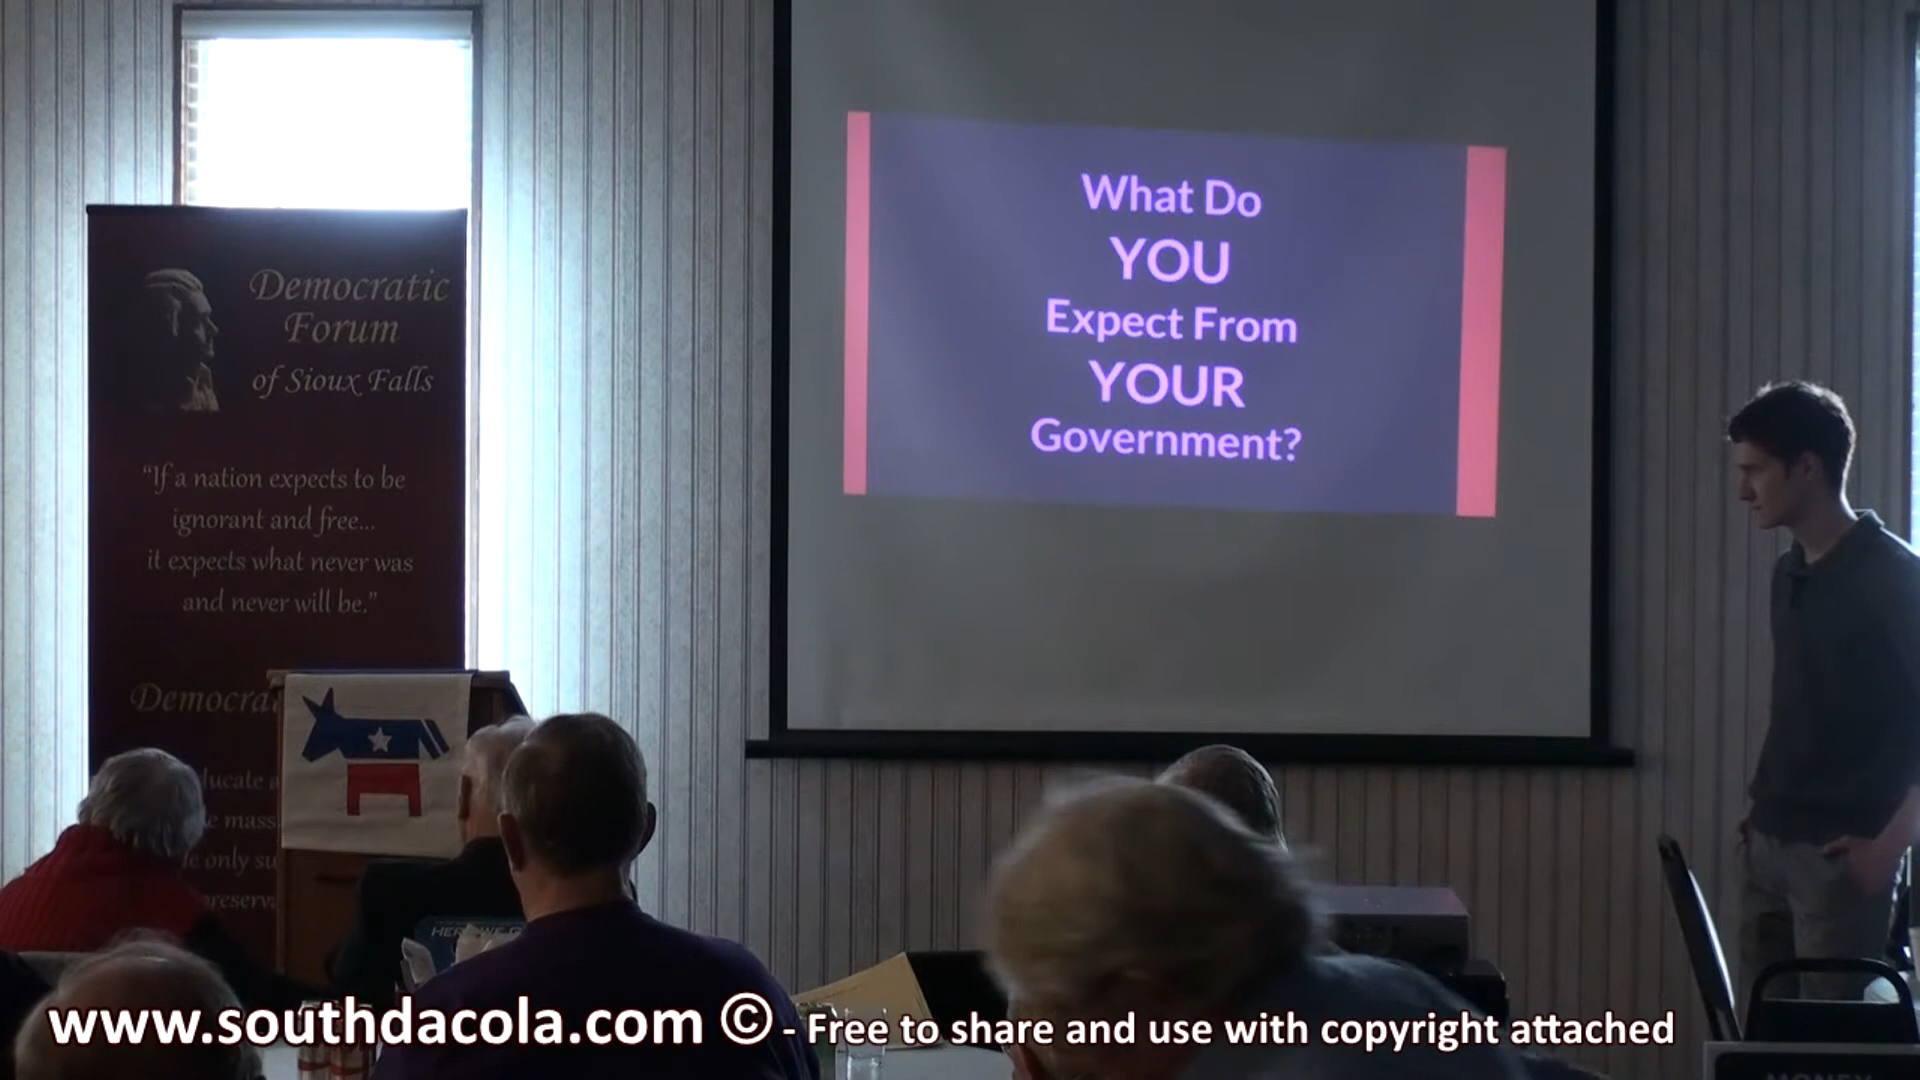 Democratic
Forum
of Sioux Falls
"If a nation expects to be
ignorant and free...
it expects what never was
and never will be."
What Do
YOU
Expect From
YOUR
Government?
only
www.southdacola.com © - Free to share and use with copyright attached
MONEY